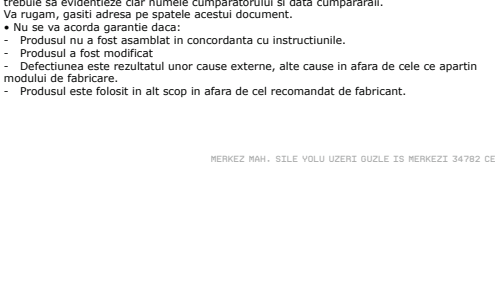 trebuie sa evidentieze clar numele cumparatorului si data cumpararaii.
Va rugam, gasiti adresa pe spatele acestui document.
• Nu se va acorda garantie daca:
- Produsul nu a fost asamblat in concordanta cu instructiunile.
- Produsul a fost modificat
- Defectiunea este rezultatul unor cause externe, alte cause in afara de cele ce apartin
modului de fabricare.
- Produsul este folosit in alt scop in afara de cel recomandat de fabricant.
MERKEZ MAH. SILE YOLU UZERI GUZLE IS MERKEZI 34782 CE